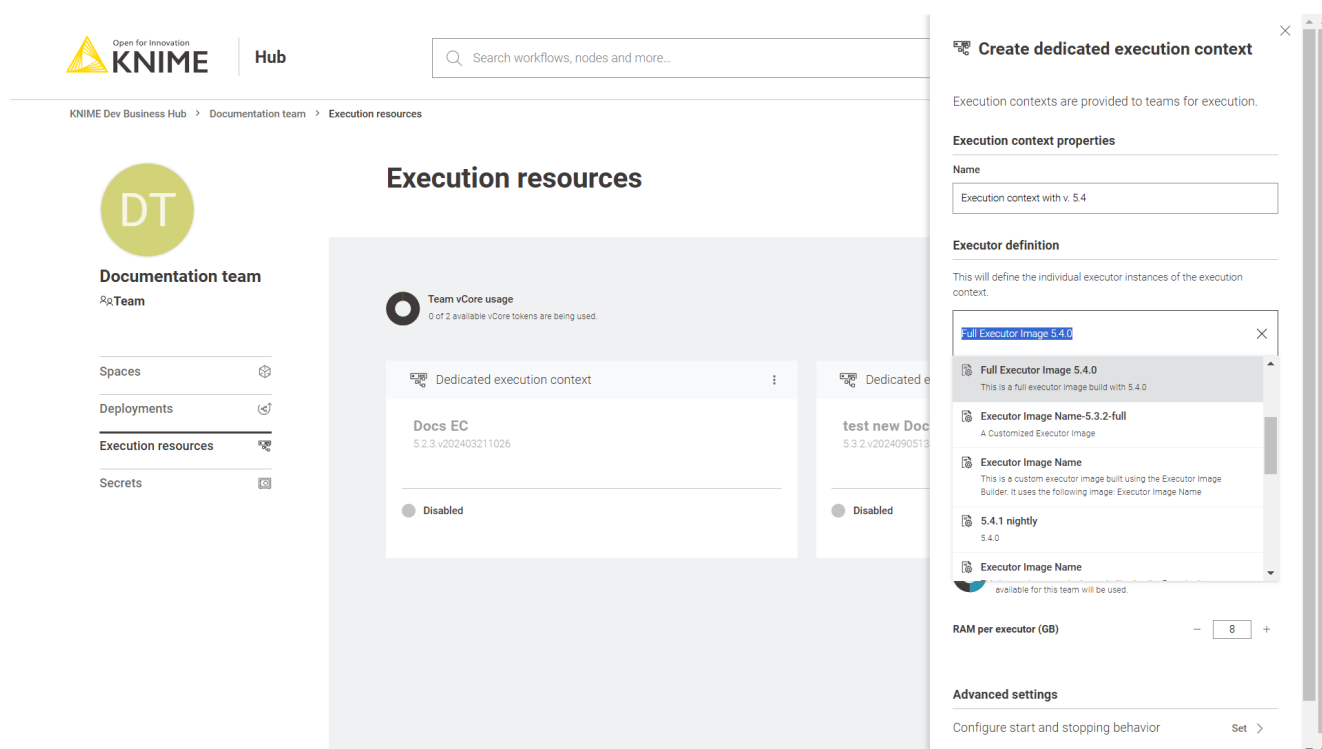 Open for Innovation
KNIME
Hub
Search workflows, nodes and more...
KNIME Dev Business Hub > Documentation team > Execution resources
DT
Documentation team
Team
Spaces
Deployments
Execution resources
Secrets
Execution resources
Team vCore usage
0 of 2 available vCore tokens are being used.
Dedicated execution context
Docs EC
5.2.3.v202403211026
Disabled
Dedicated e
test new Doc
5.3.2.v2024090513
Disabled
Create dedicated execution context
Execution contexts are provided to teams for execution.
Execution context properties
Name
Execution context with v. 5.4
Executor definition
This will define the individual executor instances of the execution
context.
Full Executor Image 5.4.0
Full Executor Image 5.4.0
This is a full executor image build with 5.4.0
Executor Image Name-5.3.2-full
A Customized Executor Image
Executor Image Name
This is a custom executor image built using the Executor Image
Builder. It uses the following image: Executor Image Name
5.4.1 nightly
5.4.0
Executor Image Name
available for this team will be used.
RAM per executor (GB)
− 8 +
Advanced settings
Configure start and stopping behavior
Set >